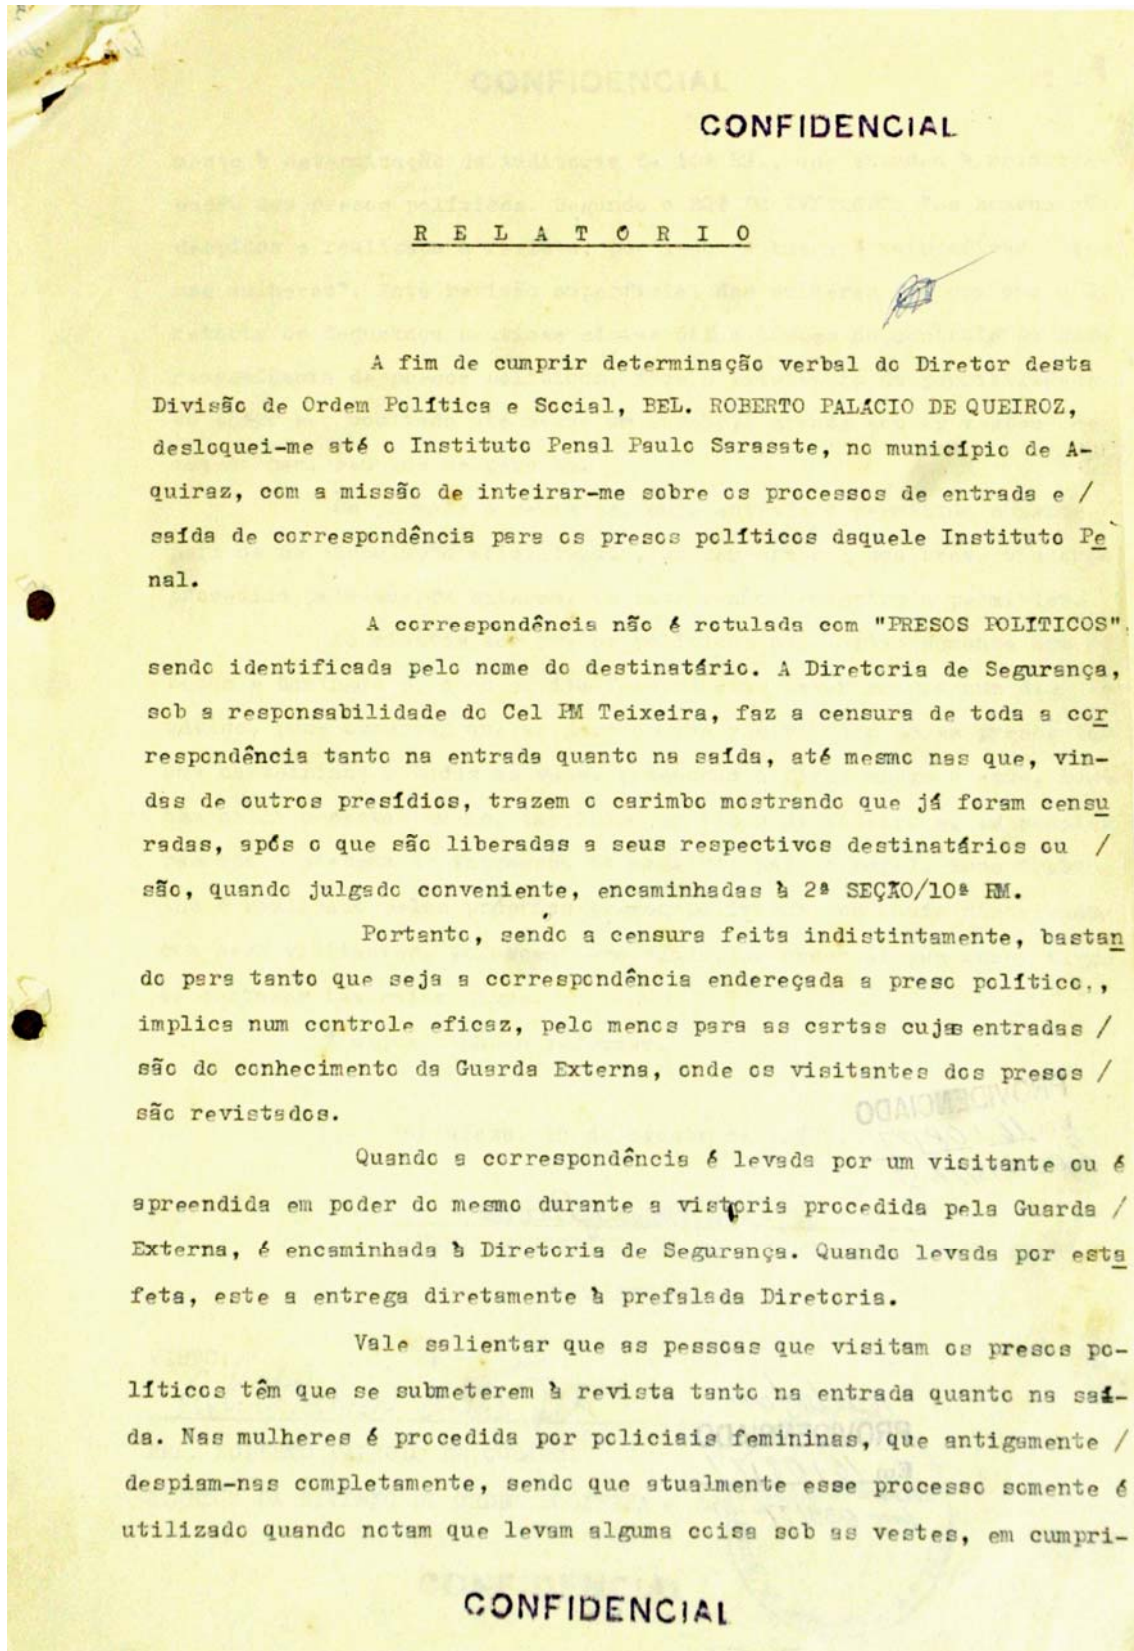 CONFIDENCIAL
R E L A T Ó R I O
A fim de cumprir determinação verbal do Diretor desta
Divisão de Ordem Política e Social, BEL. ROBERTO PALÁCIO DE QUEIROZ,
desloquei-me até o Instituto Penal Paulo Sarasate, no município de A-
quiraz, com a missão de inteirar-me sobre os processos de entrada e /
saída de correspondência para os presos políticos daquele Instituto Pe
nal.
A correspondência não é rotulada com "PRESOS POLITICOS",
sendo identificada pelo nome do destinatário. A Diretoria de Segurança,
sob a responsabilidade do Cel PM Teixeira, faz a censura de toda a cor
respondência tanto na entrada quanto na saída, até mesmo nas que, vin-
das de outros presídios, trazem o carimbo mostrando que já foram censu
radas, após o que são liberadas a seus respectivos destinatários ou /
são, quando julgado conveniente, encaminhadas à 2ª SEÇÃO/10ª RM.
Portanto, sendo a censura feita indistintamente, bastan
do para tanto que seja a correspondência endereçada a preso político.,
implica num controle eficaz, pelo menos para as cartas cujas entradas /
são do conhecimento da Guarda Externa, onde os visitantes dos presos /
são revistados.
Quando a correspondência é levada por um visitante ou é
apreendida em poder do mesmo durante a vistoria procedida pela Guarda /
Externa, é encaminhada à Diretoria de Segurança. Quando levada por esta
feta, este a entrega diretamente à prefalada Diretoria.
Vale salientar que as pessoas que visitam os presos po-
líticos têm que se submeterem à revista tanto na entrada quanto na saí-
da. Nas mulheres é procedida por policiais femininas, que antigamente /
despiam-nas completamente, sendo que atualmente esse processo somente é
utilizado quando notam que levam alguma coisa sob as vestes, em cumpri-
CONFIDENCIAL